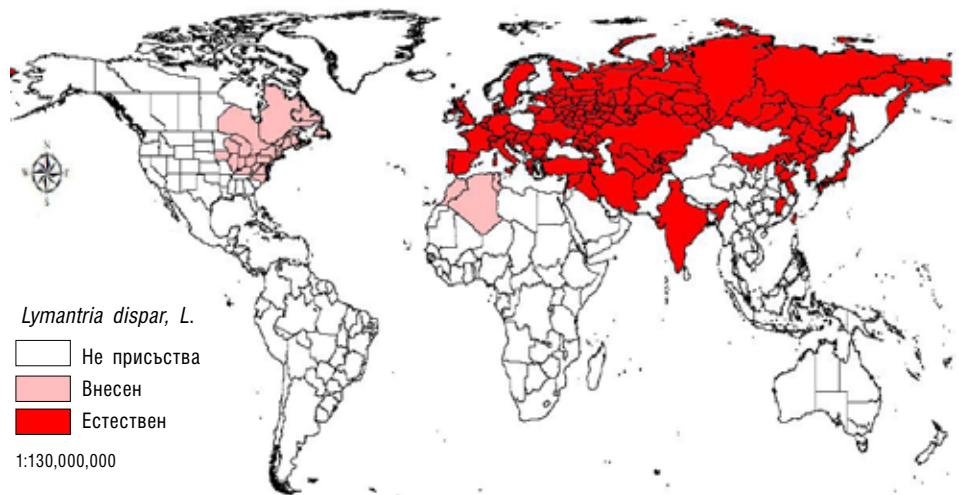 N
S
Lymantria dispar, L.
Не присъства
Внесен
Естествен
1:130,000,000